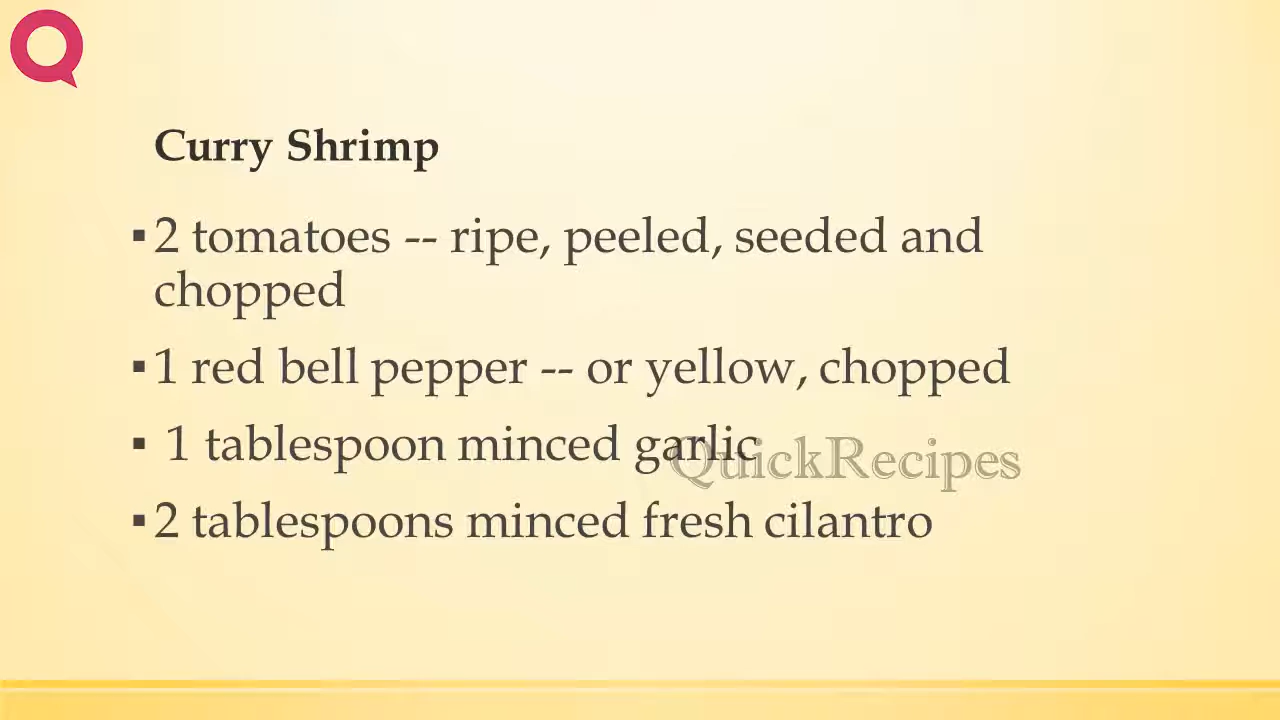 Curry Shrimp
▪2 tomatoes -- ripe, peeled, seeded and
chopped
▪1 red bell pepper -- or yellow, chopped
▪ 1 tablespoon minced garlic
QuickRecipes
▪2 tablespoons minced fresh cilantro